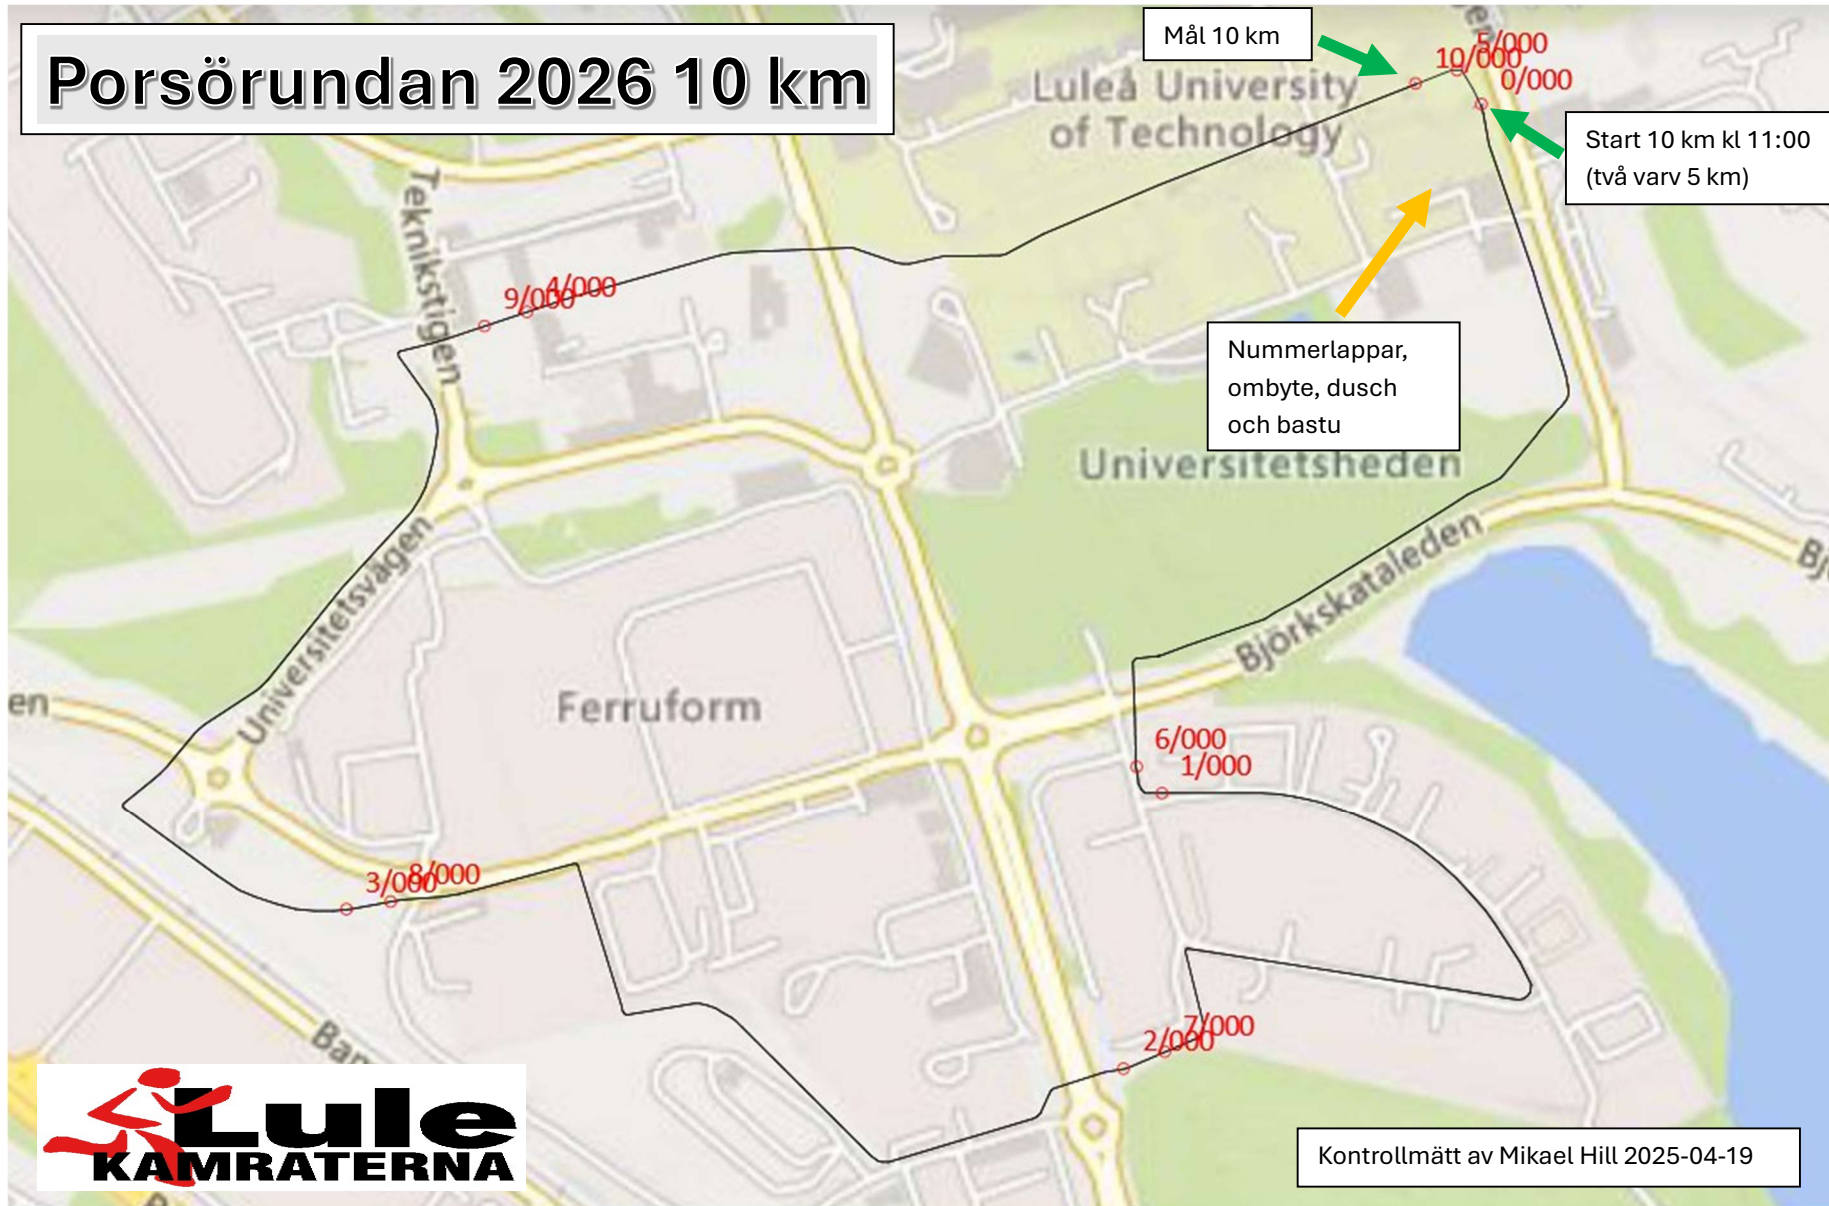 Porsörundan 2026 10 km
Mål 10 km
5/000
10/000
0/000
Start 10 km kl 11:00
(två varv 5 km)
Luleå University
of Technology
Teknikstigen
9/000
4/000
Nummerlappar,
ombyte, dusch
och bastu
Universitetsheden
Björkskataleden
Universitetsvägen
en
Ferruform
6/000
1/000
3/000
8/000
7/000
2/000
Lule
KAMRATERNA
Kontrollmätt av Mikael Hill 2025-04-19